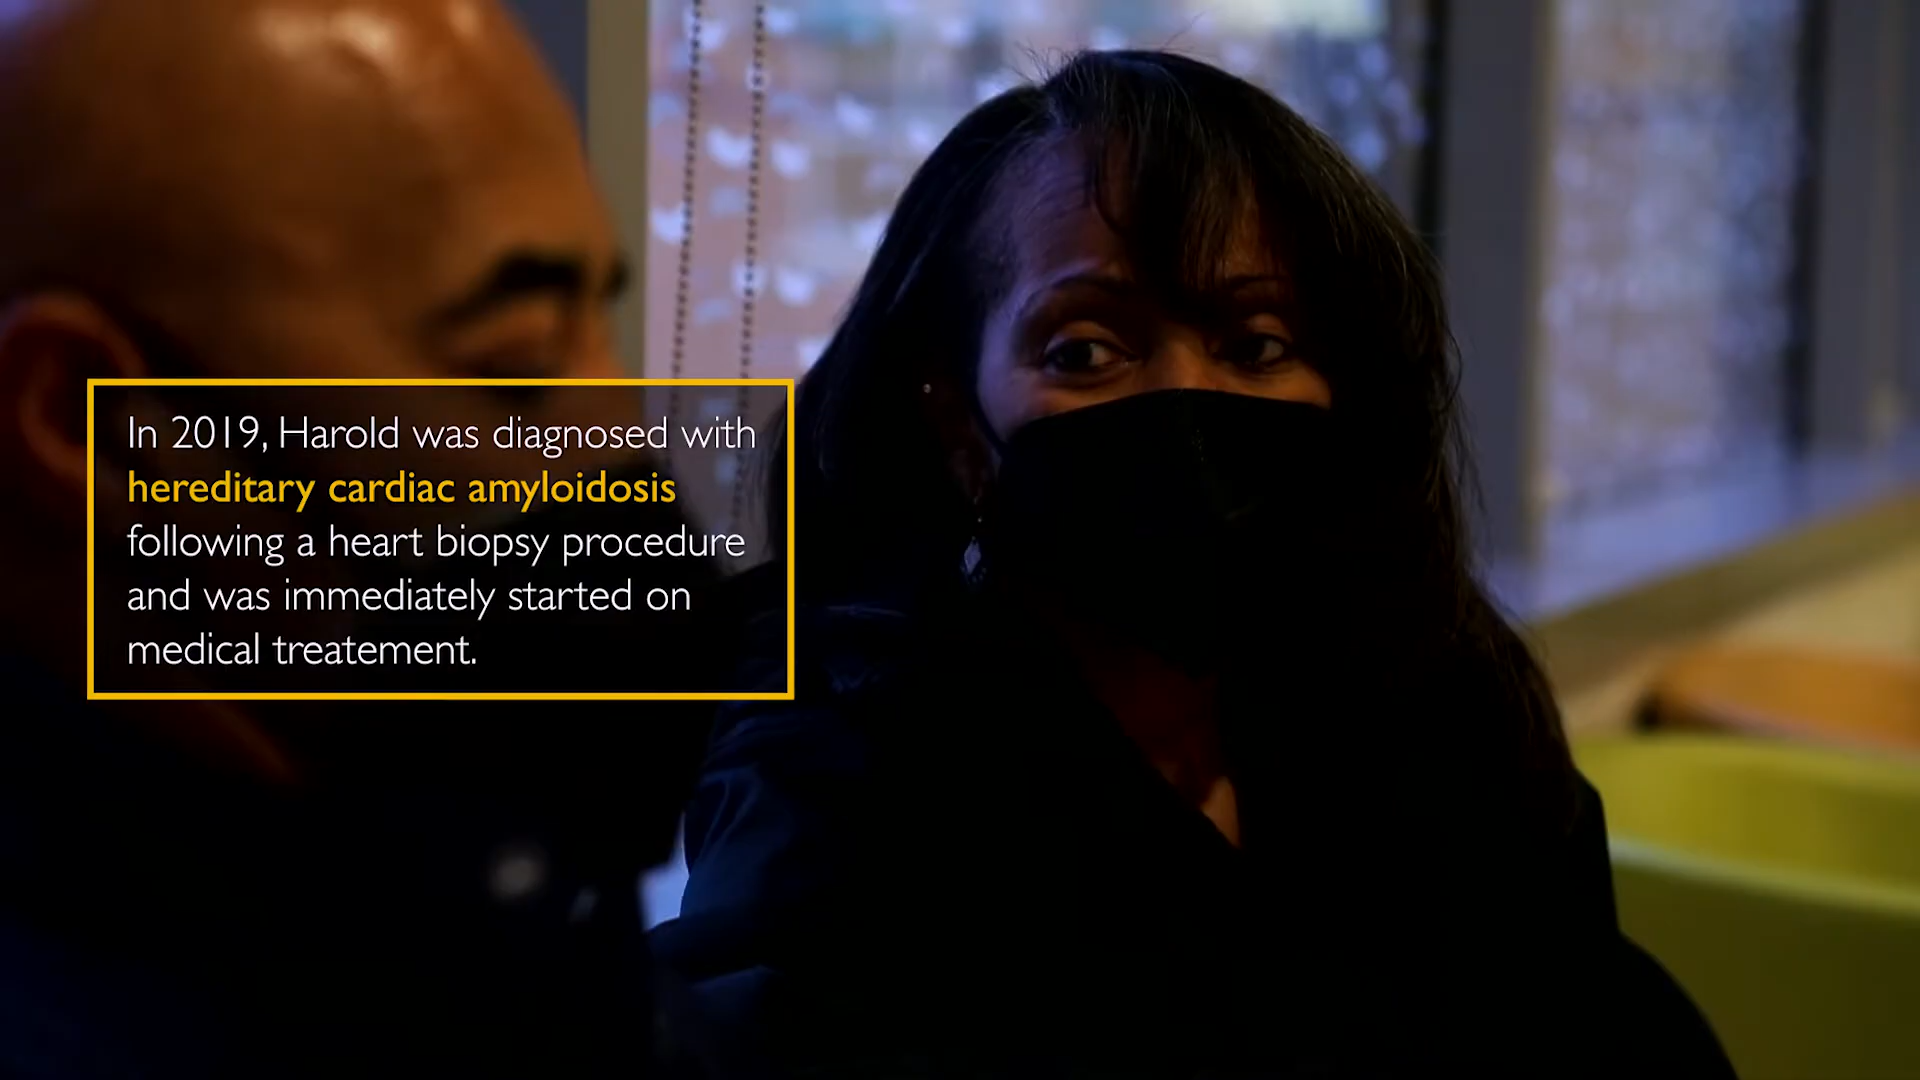 In 2019, Harold was diagnosed with
hereditary cardiac amyloidosis
following a heart biopsy procedure
and was immediately started on
medical treatement.